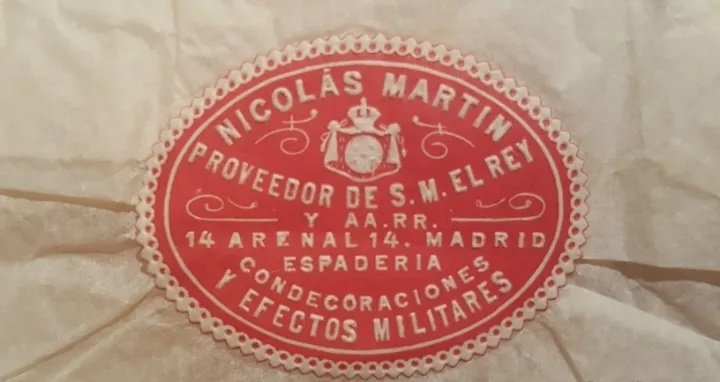 NICOLÁS MARTIN
PROVEEDOR DE S.M. EL REY
Y AA.RR.
14 ARENAL 14. MADRID
ESPADERIA
CONDECORACIONES
Y EFECTOS MILITARES